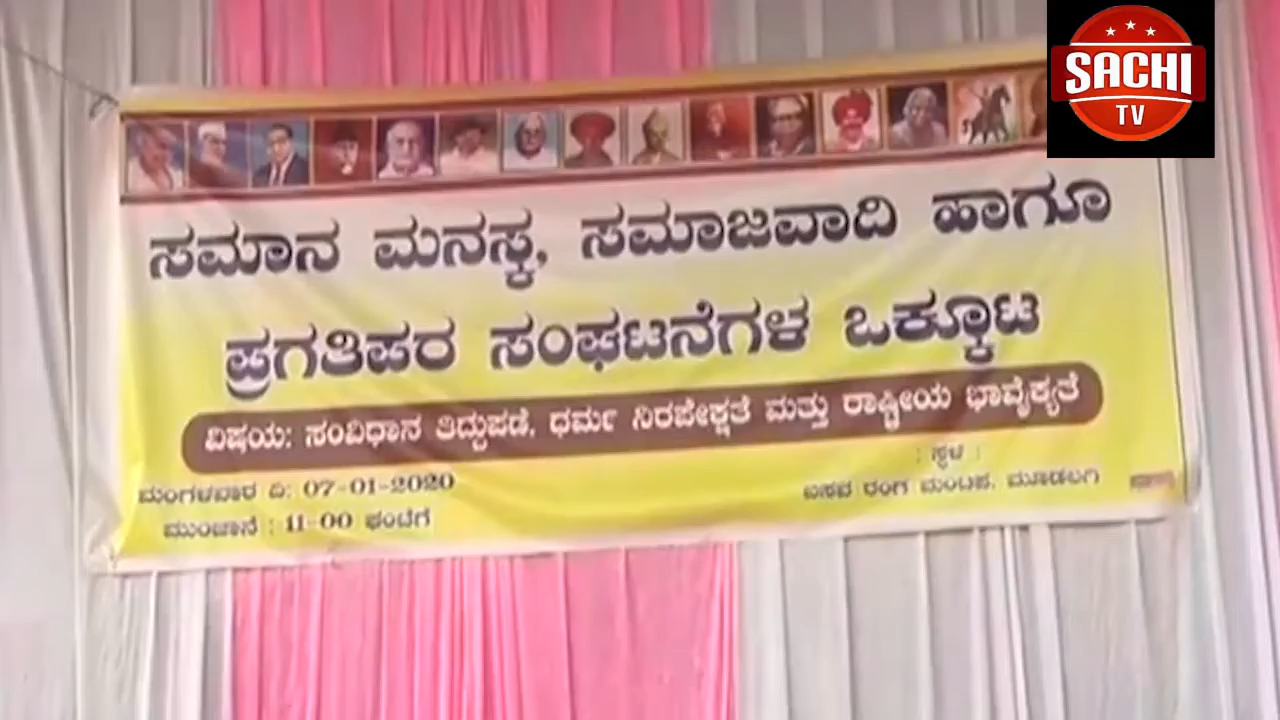 SACHI
TV
ಸಮಾನ ಮನಸ್ಕ, ಸಮಾಜವಾದಿ ಹಾಗೂ
ಪ್ರಗತಿಪರ ಸಂಘಟನೆಗಳ ಒಕ್ಕೂಟ
ವಿಷಯ: ಸಂವಿಧಾನ ತಿದ್ದುಪಡೆ, ಧರ್ಮ ನಿರಪೇಕ್ಷತೆ ಮತ್ತು ರಾಷ್ಟ್ರೀಯ ಭಾವೈಕ್ಯತೆ
ಮಂಗಳವಾರ ದಿ: 07-01-2020
ಮುಂಜಾನೆ : 11-00 ಘಂಟೆಗೆ
: ಸ್ಥಳ :
ಬಸವ ರಂಗ ಮಂಟಪ, ಮೂಡಲಗಿ